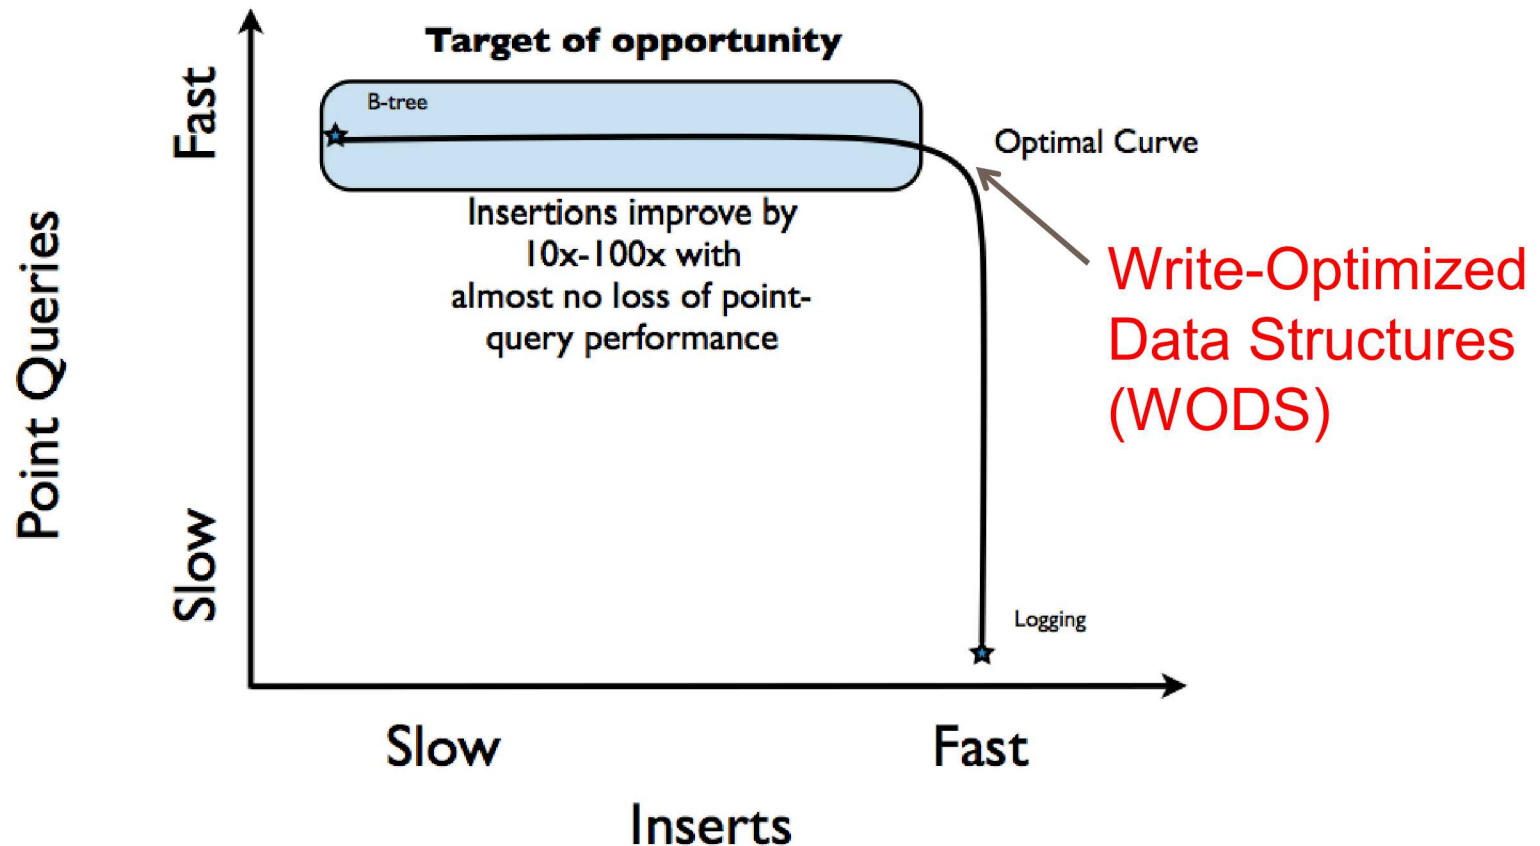 Target of opportunity
B-tree
Optimal Curve
Insertions improve by
10x-100x with
almost no loss of point-
query performance
Write-Optimized
Data Structures
(WODS)
Fast
Slow
Point Queries
Logging
Slow
Fast
Inserts